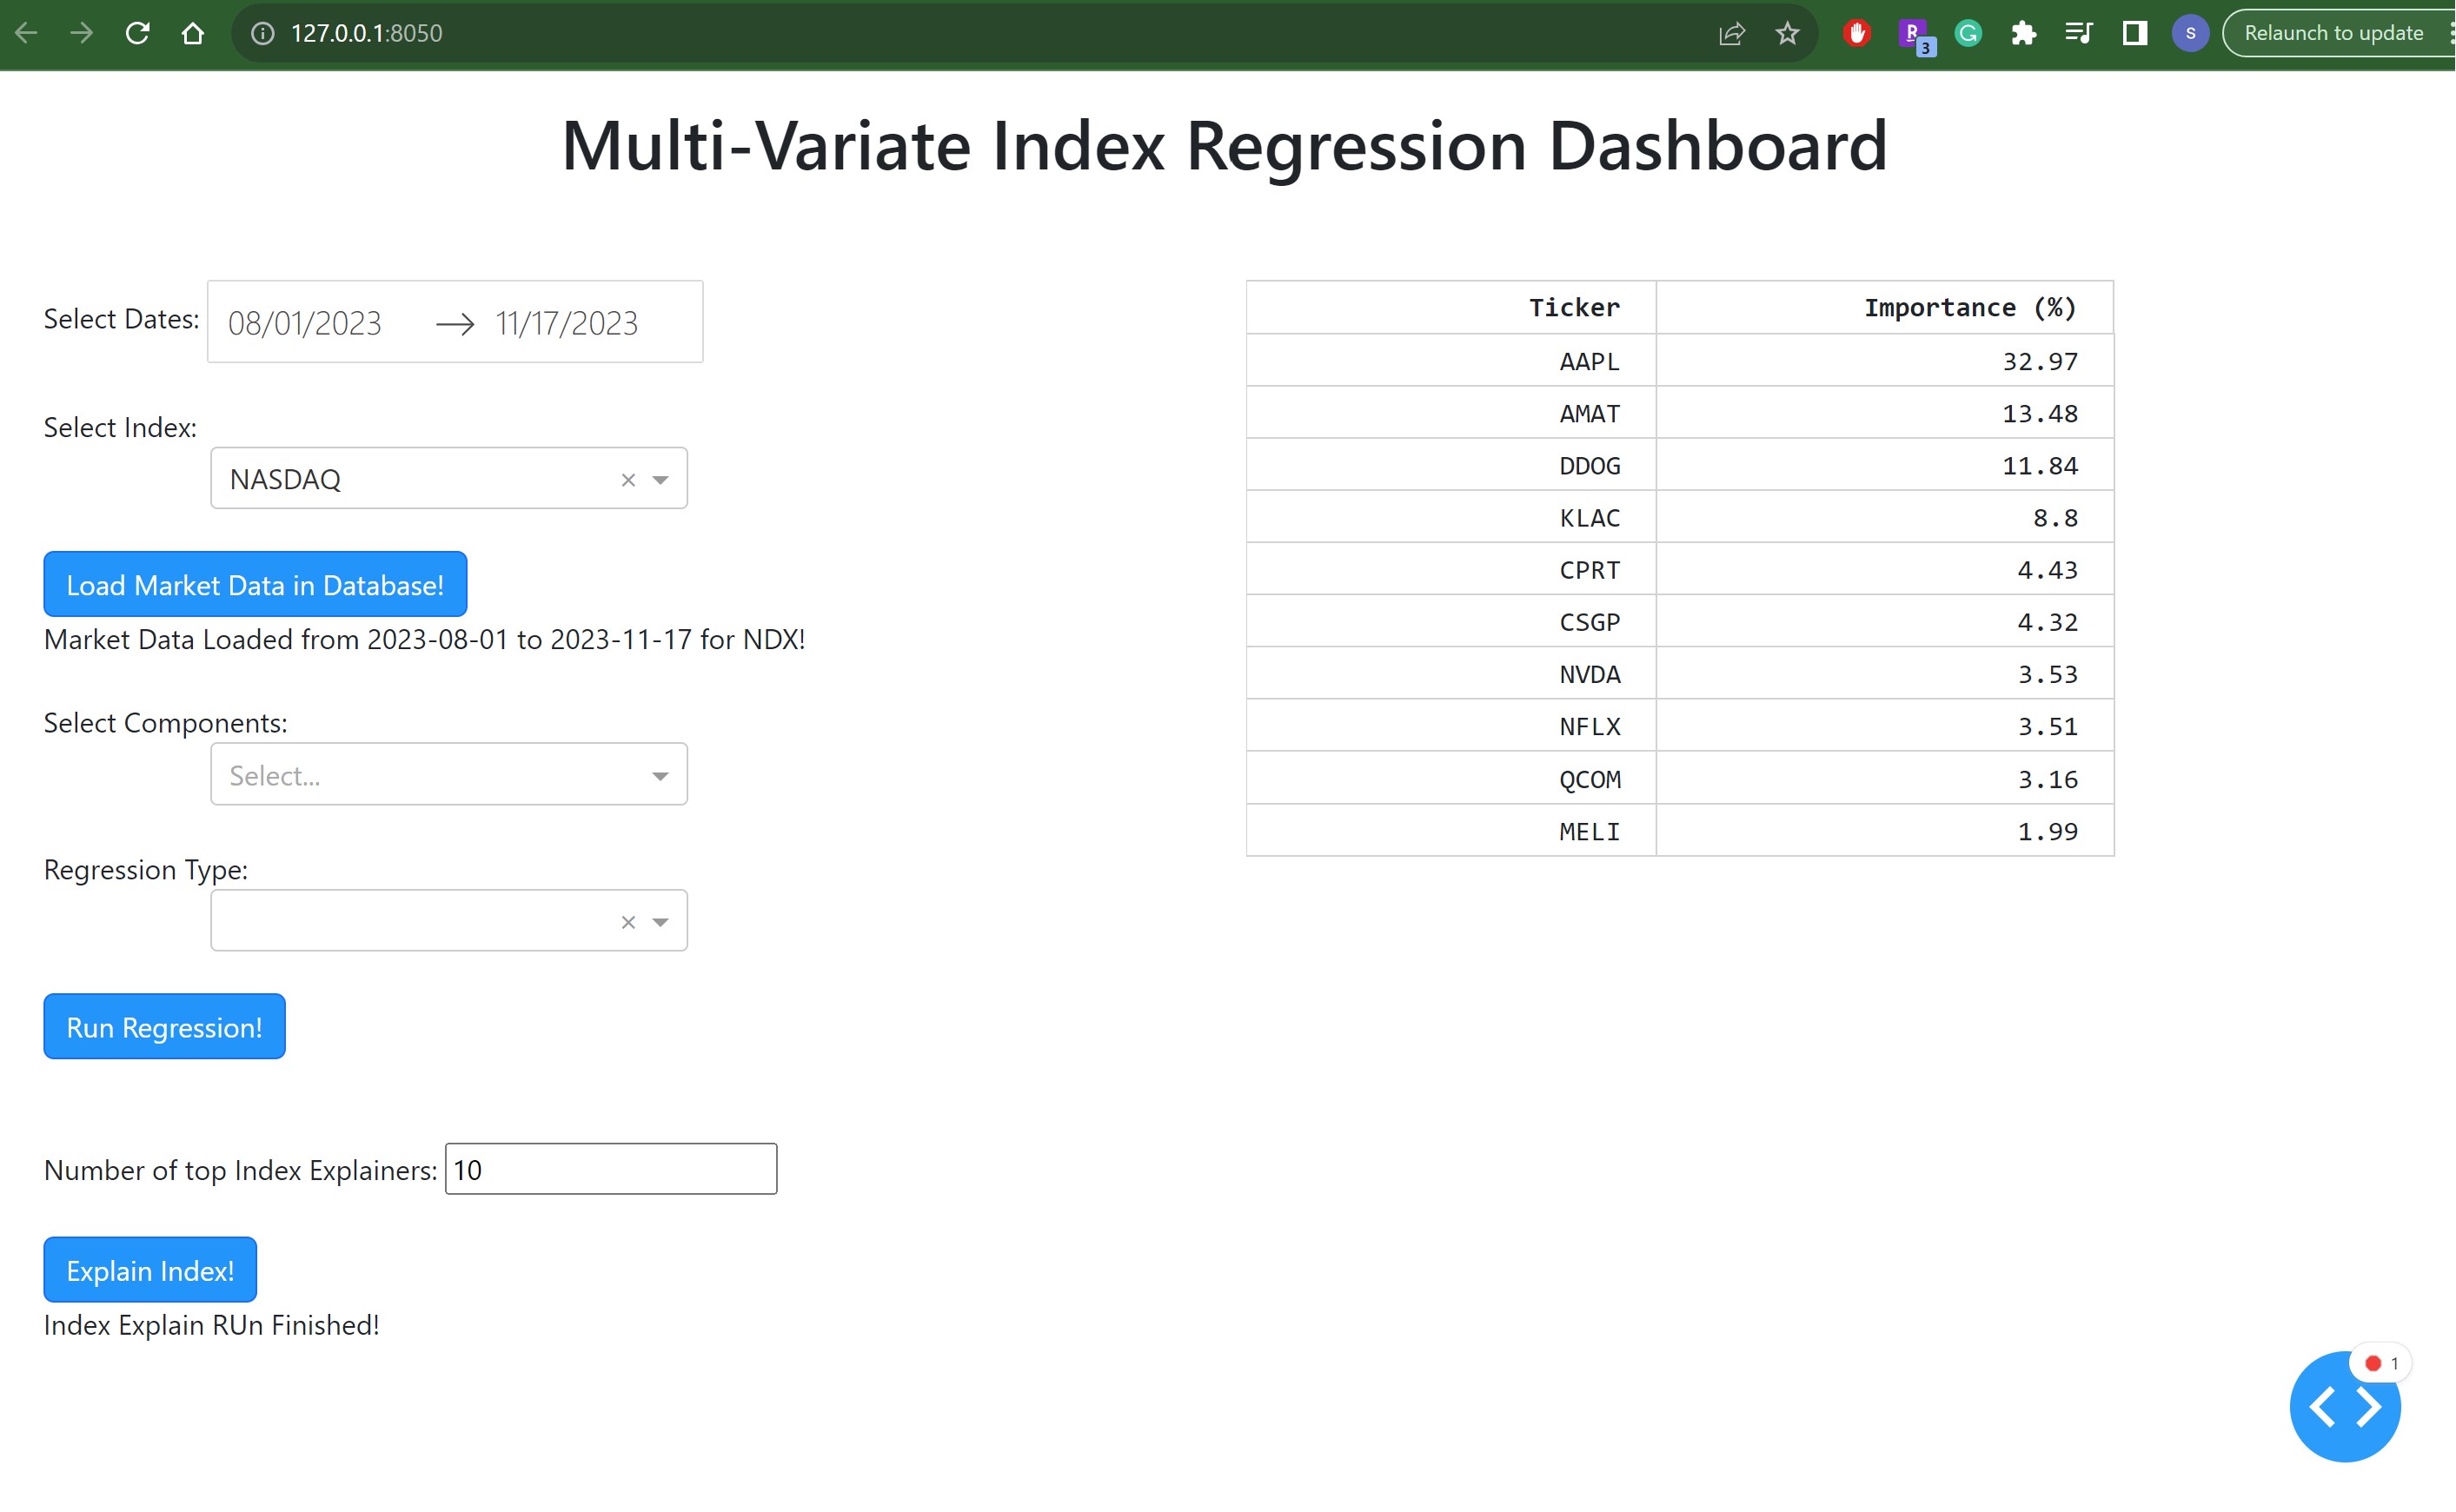 127.0.0.1:8050
3
G
S
Relaunch to update
Multi-Variate Index Regression Dashboard
Select Dates: 08/01/2023 → 11/17/2023
Select Index:
NASDAQ × 
Load Market Data in Database!
Market Data Loaded from 2023-08-01 to 2023-11-17 for NDX!
Select Components:
Select...
Regression Type:
×
Run Regression!
Number of top Index Explainers: 10
Explain Index!
Index Explain RUn Finished!
Ticker Importance (%)
AAPL 32.97
AMAT 13.48
DDOG 11.84
KLAC 8.8
CPRT 4.43
CSGP 4.32
NVDA 3.53
NFLX 3.51
QCOM 3.16
MELI 1.99
1